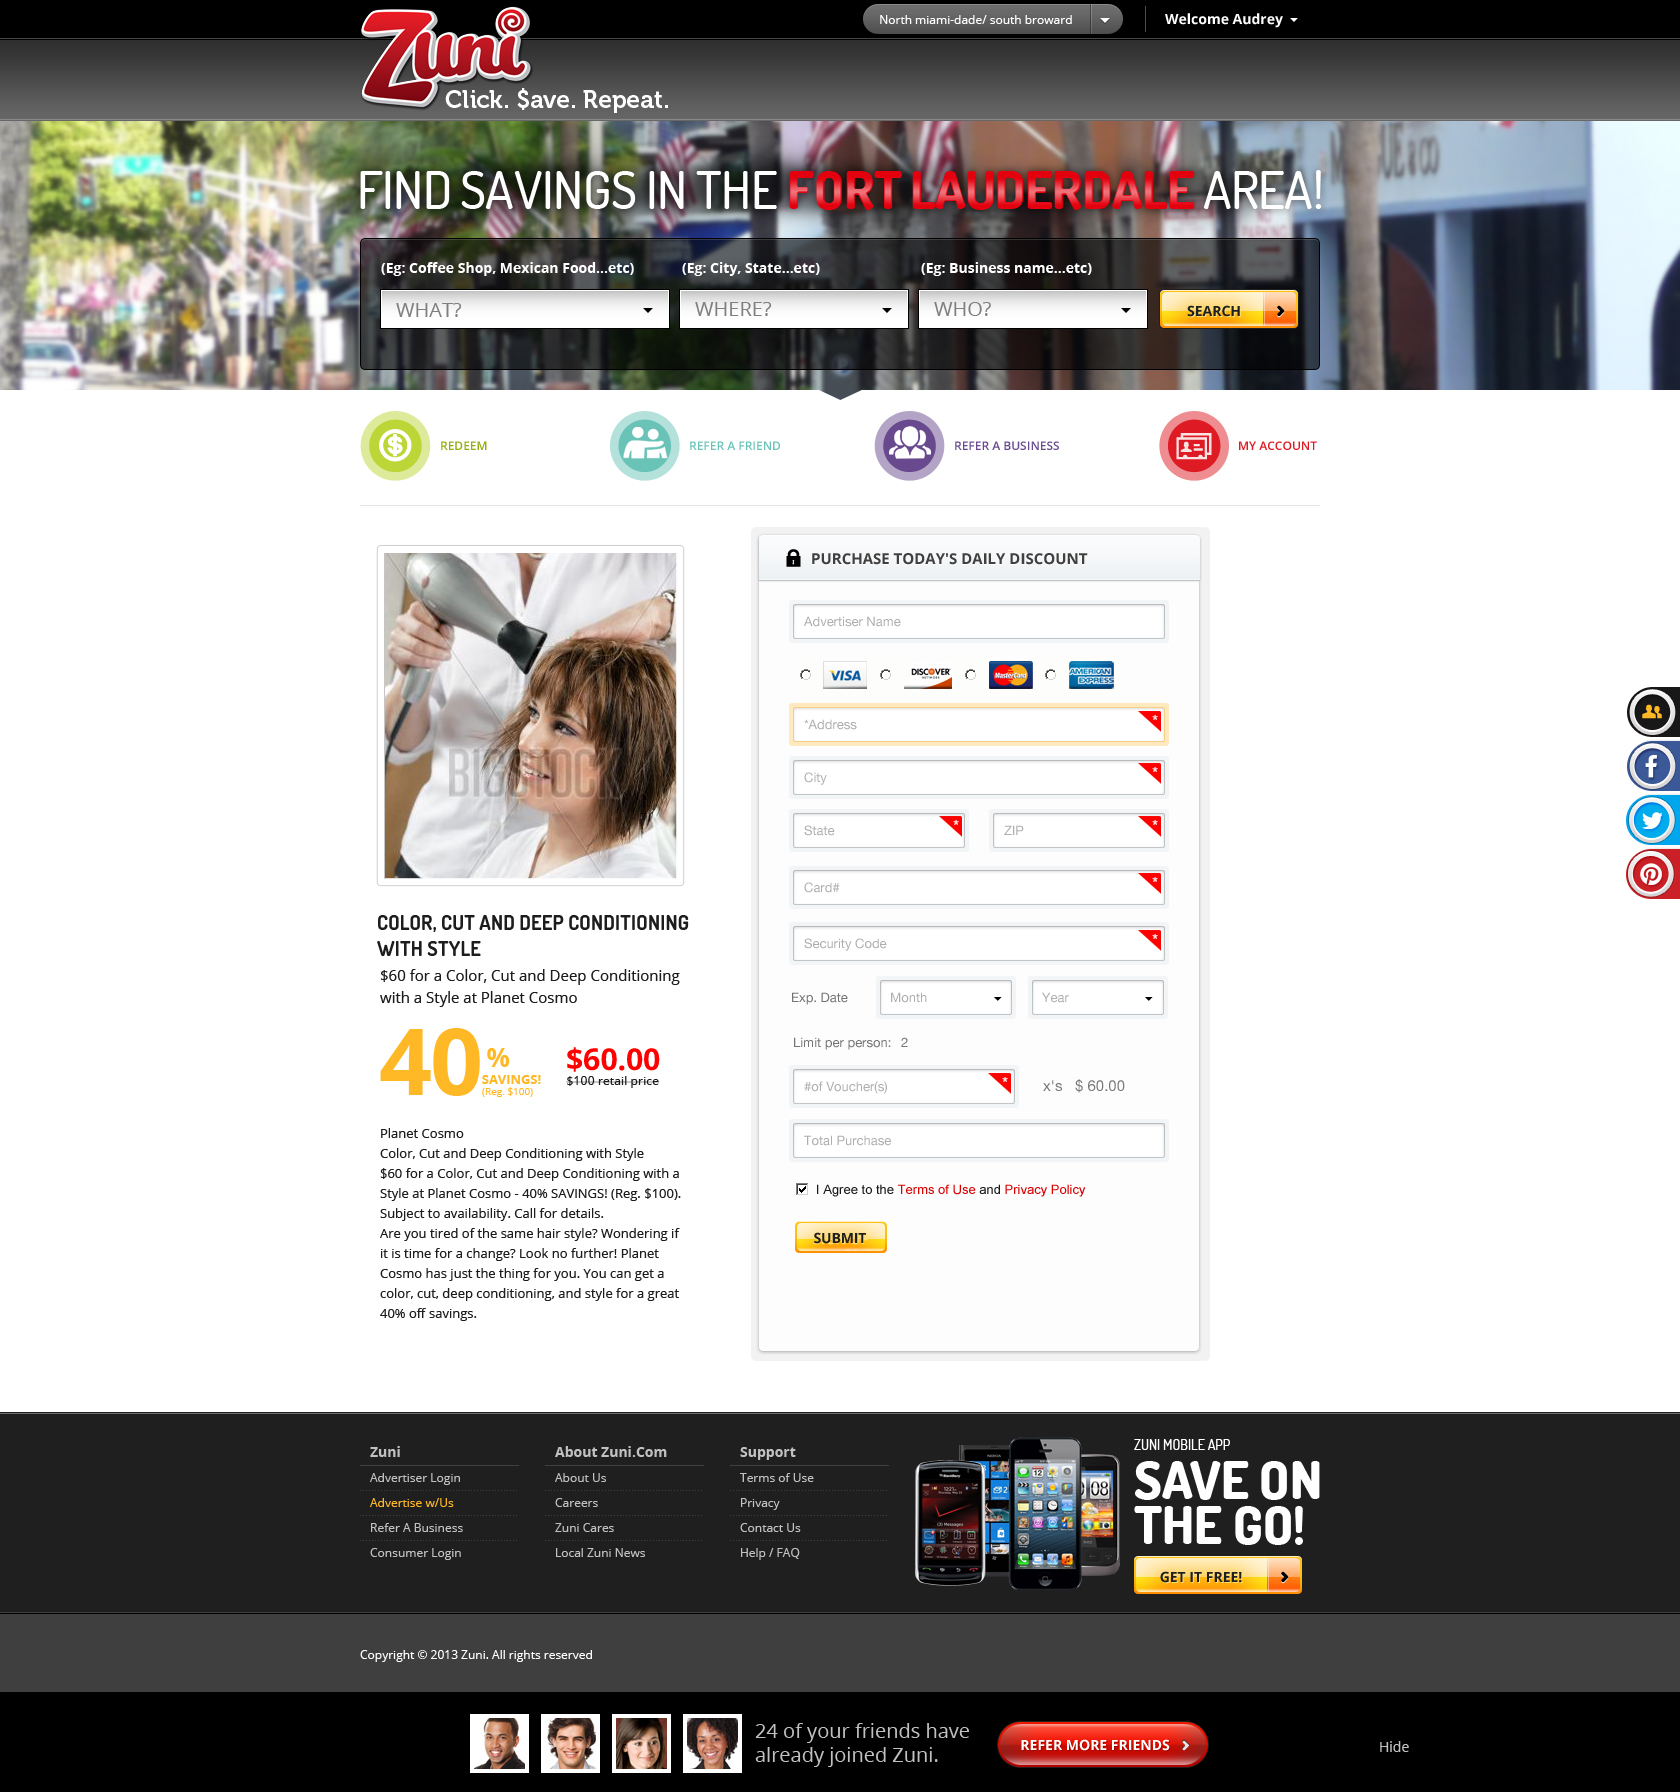 Zuni
Click. $ave. Repeat.
North miami-dade/ south broward
Welcome Audrey
FIND SAVINGS IN THE FORT LAUDERDALE AREA!
(Eg: Coffee Shop, Mexican Food...etc)
(Eg: City, State...etc)
(Eg: Business name...etc)
WHAT?
WHERE?
WHO?
SEARCH
REDEEM
REFER A FRIEND
REFER A BUSINESS
MY ACCOUNT
BIGSTOCK
COLOR, CUT AND DEEP CONDITIONING
WITH STYLE
$60 for a Color, Cut and Deep Conditioning
with a Style at Planet Cosmo
40%
SAVINGS!
(Reg. $100)
$60.00
$100 retail price
Planet Cosmo
Color, Cut and Deep Conditioning with Style
$60 for a Color, Cut and Deep Conditioning with a
Style at Planet Cosmo - 40% SAVINGS! (Reg. $100).
Subject to availability. Call for details.
Are you tired of the same hair style? Wondering if
it is time for a change? Look no further! Planet
Cosmo has just the thing for you. You can get a
color, cut, deep conditioning, and style for a great
40% off savings.
PURCHASE TODAY'S DAILY DISCOUNT
Advertiser Name
VISA
DISCOVER
NETWORK
MasterCard
AMERICAN
EXPRESS
*Address
*
City
*
State
*
ZIP
*
Card#
*
Security Code
*
Exp. Date
Month
Year
Limit per person: 2
#of Voucher(s)
*
x's $ 60.00
Total Purchase
I Agree to the Terms of Use and Privacy Policy
SUBMIT
Zuni
Advertiser Login
Advertise w/Us
Refer A Business
Consumer Login
About Zuni.Com
About Us
Careers
Zuni Cares
Local Zuni News
Support
Terms of Use
Privacy
Contact Us
Help / FAQ
ZUNI MOBILE APP
SAVE ON
THE GO!
GET IT FREE!
Copyright © 2013 Zuni. All rights reserved
24 of your friends have
already joined Zuni.
REFER MORE FRIENDS
Hide